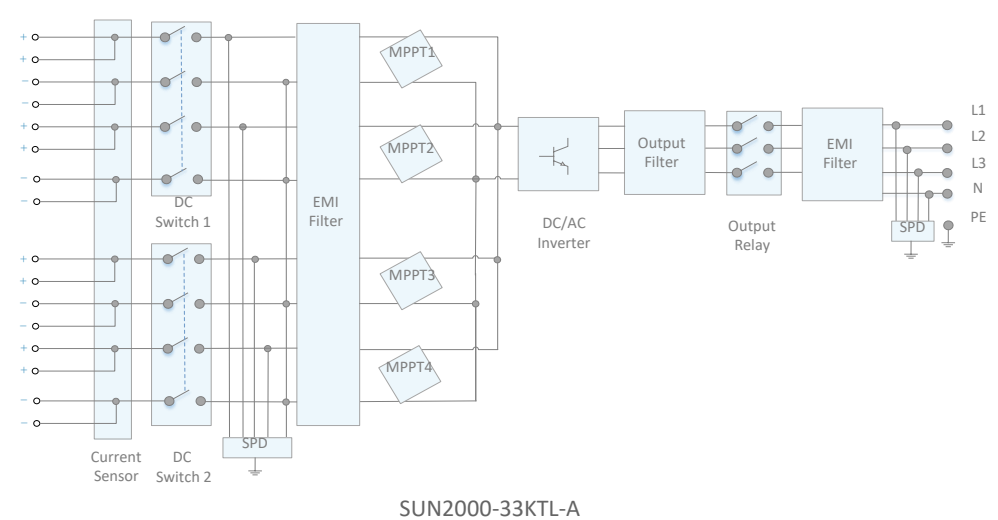 +
+
−
−
+
+
−
−
+
+
−
−
+
+
−
−
Current
Sensor
DC
Switch 1
DC
Switch 2
SPD
EMI
Filter
MPPT1
MPPT2
MPPT3
MPPT4
DC/AC
Inverter
Output
Filter
Output
Relay
EMI
Filter
SPD
L1
L2
L3
N
PE
SUN2000-33KTL-A